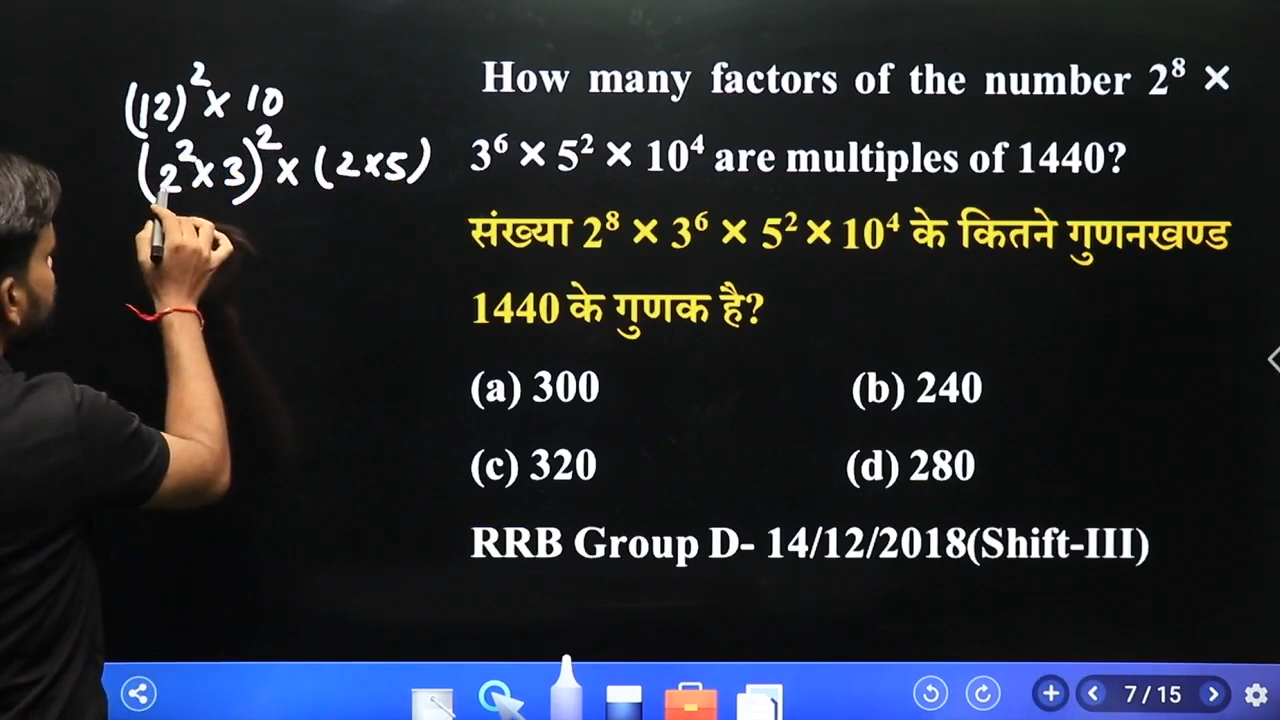 (12)² × 10
(2² × 3)² × (2 × 5)
How many factors of the number 2⁸ ×
3⁶ × 5² × 10⁴ are multiples of 1440?
संख्या 2⁸ × 3⁶ × 5² × 10⁴ के कितने गुणनखण्ड
1440 के गुणक है?
(a) 300 (b) 240
(c) 320 (d) 280
RRB Group D- 14/12/2018(Shift-III)
7 / 15